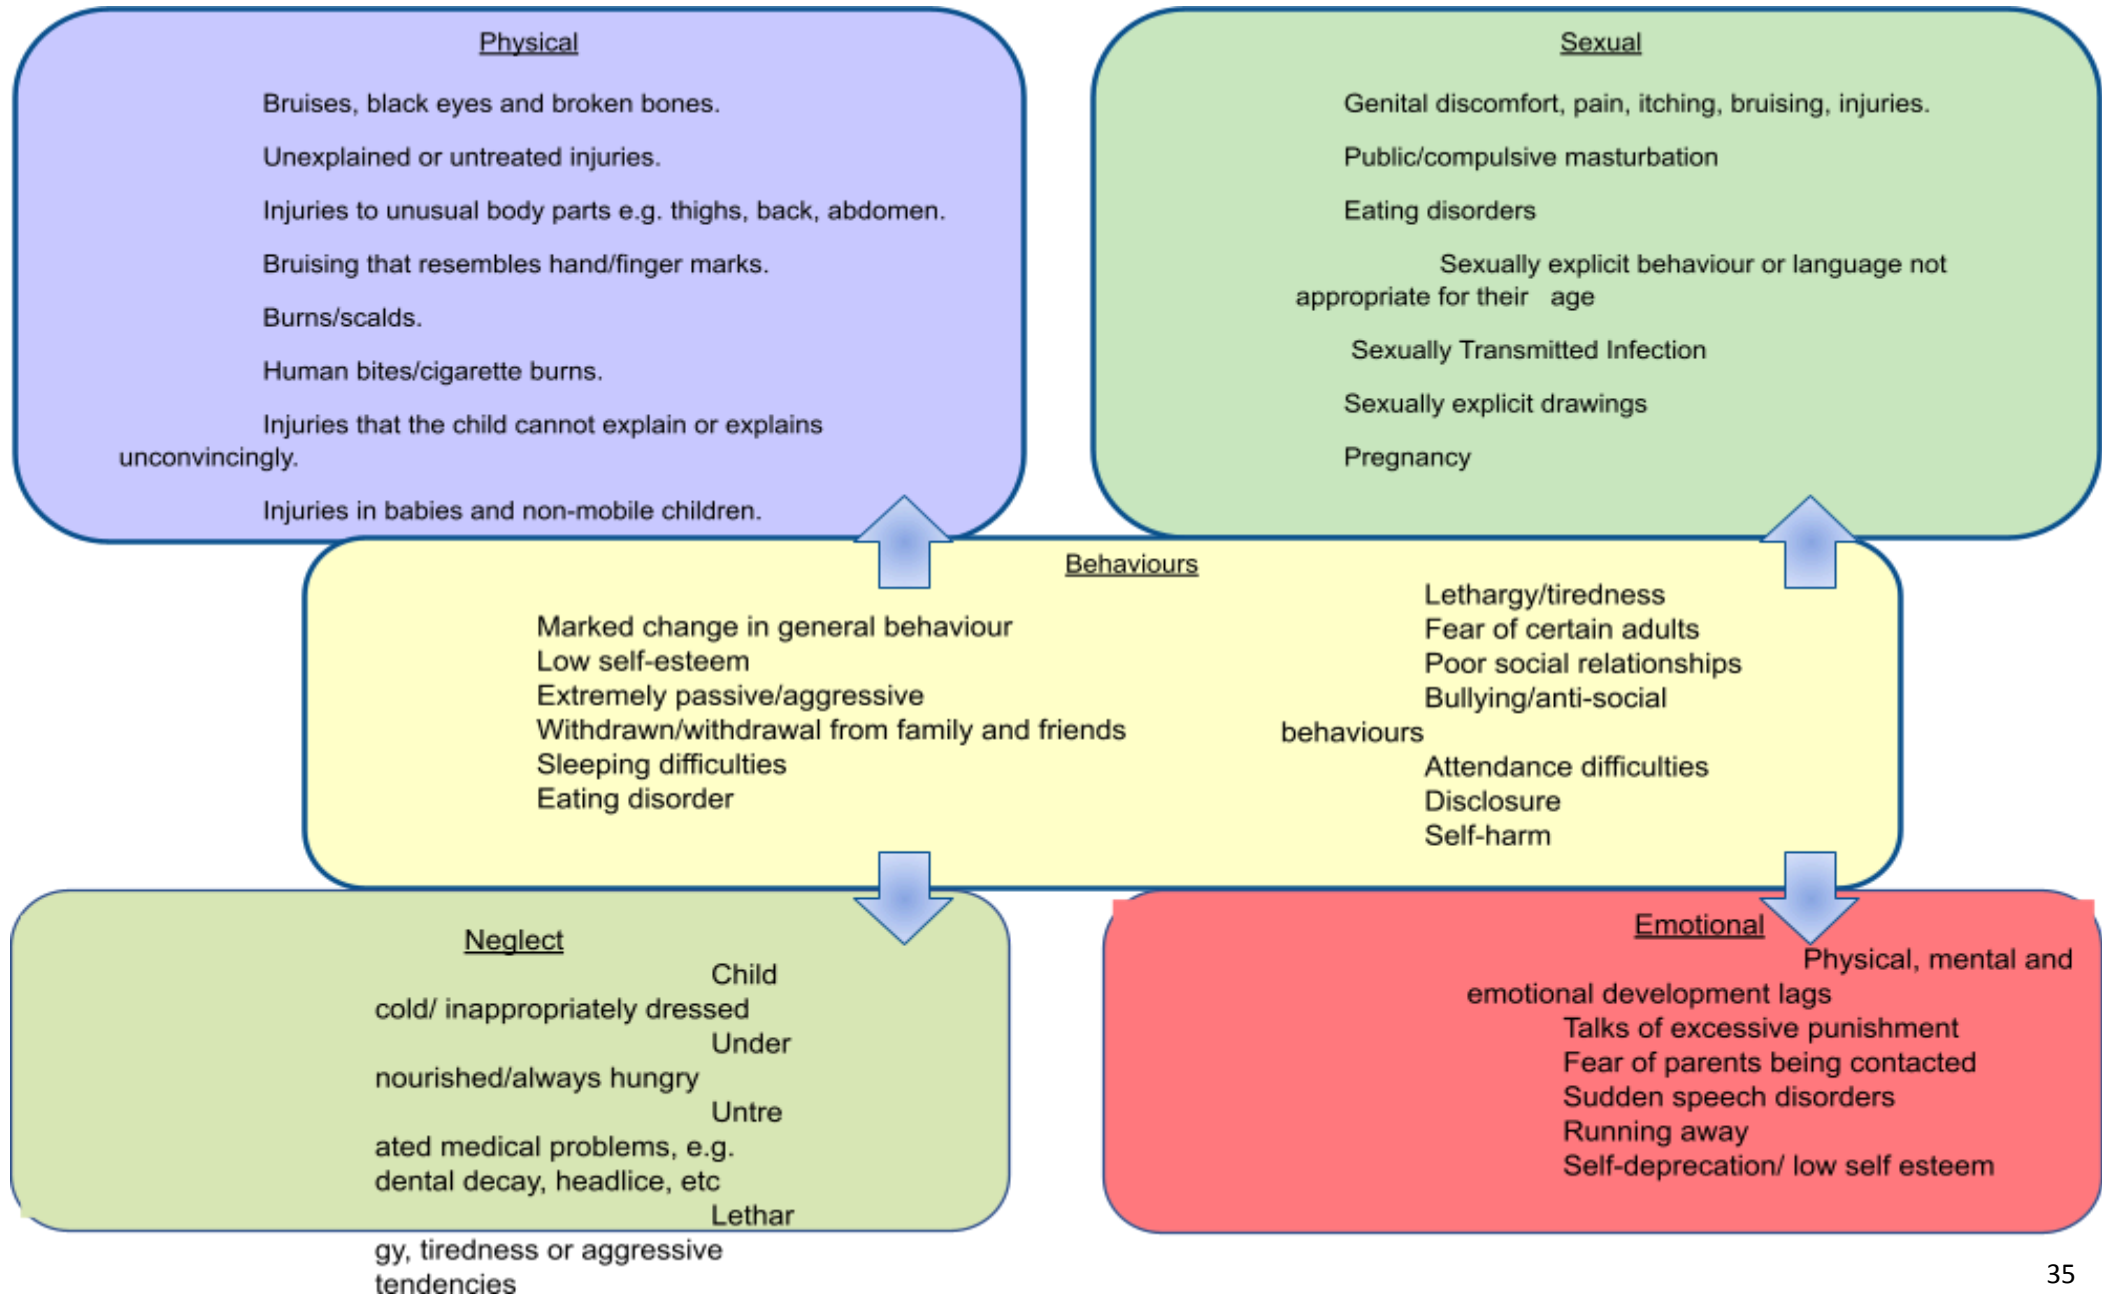 Physical
Bruises, black eyes and broken bones.
Unexplained or untreated injuries.
Injuries to unusual body parts e.g. thighs, back, abdomen.
Bruising that resembles hand/finger marks.
Burns/scalds.
Human bites/cigarette burns.
Injuries that the child cannot explain or explains
unconvincingly.
Injuries in babies and non-mobile children.
Sexual
Genital discomfort, pain, itching, bruising, injuries.
Public/compulsive masturbation
Eating disorders
Sexually explicit behaviour or language not
appropriate for their age
Sexually Transmitted Infection
Sexually explicit drawings
Pregnancy
Behaviours
Marked change in general behaviour
Low self-esteem
Extremely passive/aggressive
Withdrawn/withdrawal from family and friends
Sleeping difficulties
Eating disorder
Lethargy/tiredness
Fear of certain adults
Poor social relationships
Bullying/anti-social
behaviours
Attendance difficulties
Disclosure
Self-harm
Neglect
Child
cold/ inappropriately dressed
Under
nourished/always hungry
Untre
ated medical problems, e.g.
dental decay, headlice, etc
Lethar
gy, tiredness or aggressive
tendencies
Emotional
Physical, mental and
emotional development lags
Talks of excessive punishment
Fear of parents being contacted
Sudden speech disorders
Running away
Self-deprecation/ low self esteem
35